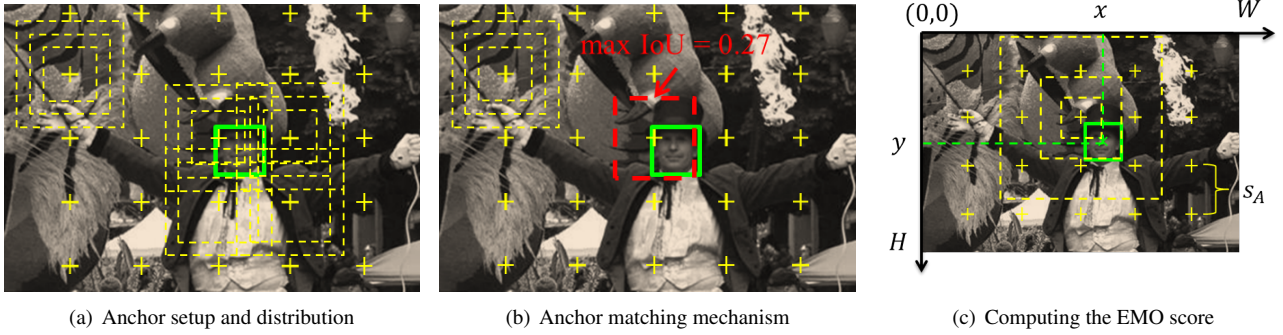 max IoU = 0.27
(0,0)
x
W
y
s_A
H
(a) Anchor setup and distribution
(b) Anchor matching mechanism
(c) Computing the EMO score